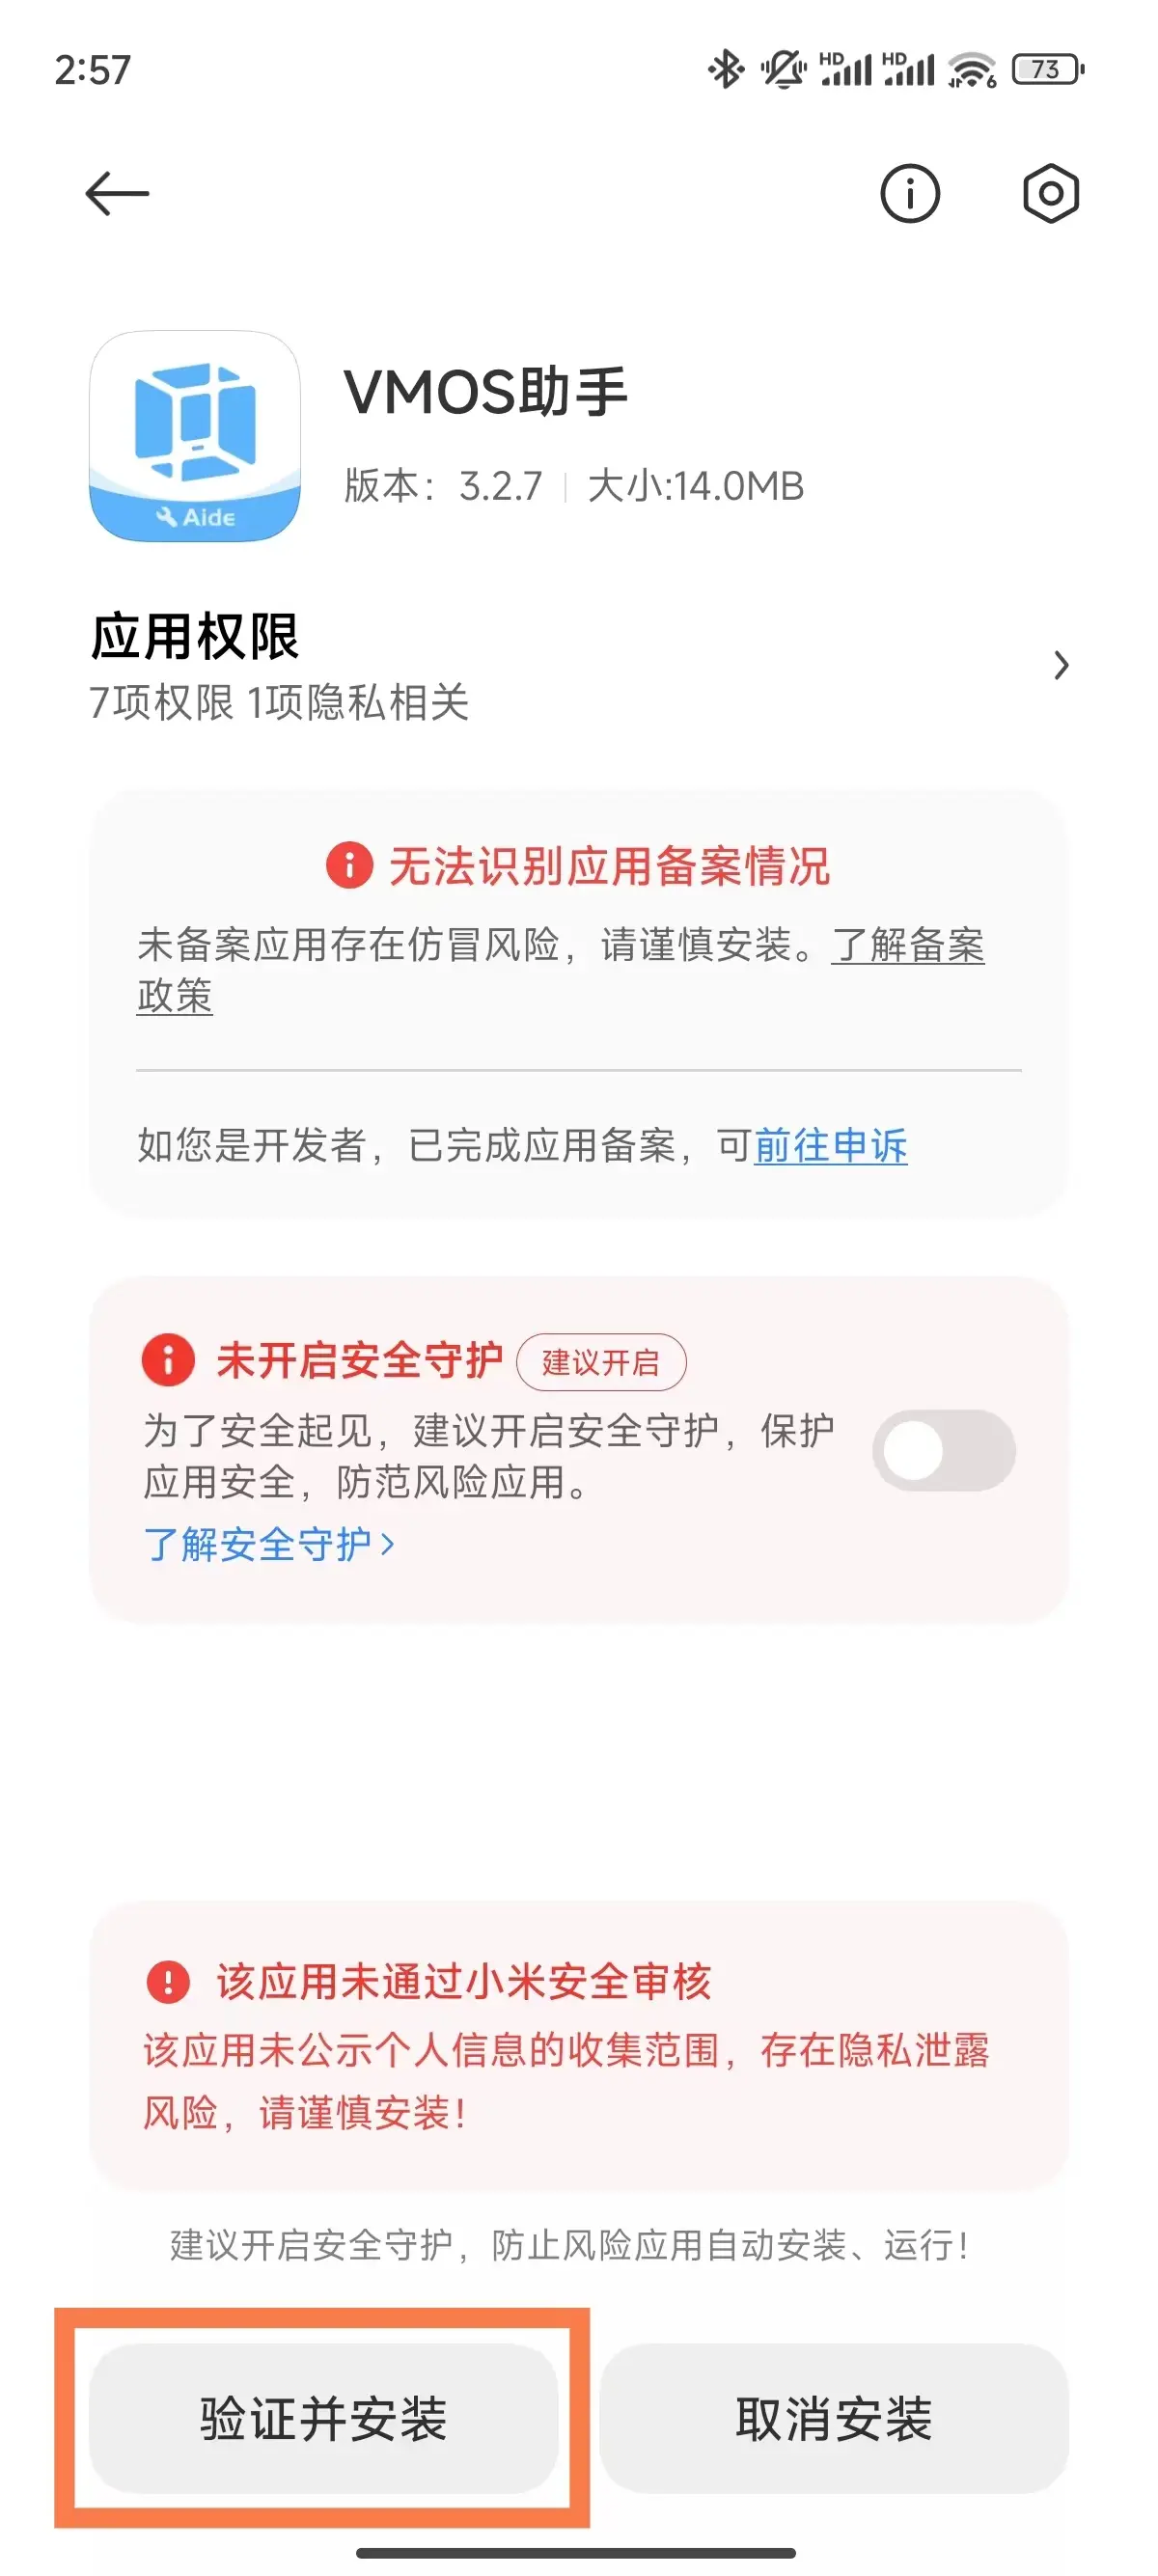 2:57
HD HD 6 73
VMOS助手
版本：3.2.7 | 大小:14.0MB
Aide
应用权限
7项权限 1项隐私相关
无法识别应用备案情况
未备案应用存在仿冒风险，请谨慎安装。了解备案
政策
如您是开发者，已完成应用备案，可前往申诉
未开启安全守护 建议开启
为了安全起见，建议开启安全守护，保护
应用安全，防范风险应用。
了解安全守护>
该应用未通过小米安全审核
该应用未公示个人信息的收集范围，存在隐私泄露
风险，请谨慎安装！
建议开启安全守护，防止风险应用自动安装、运行！
验证并安装 取消安装